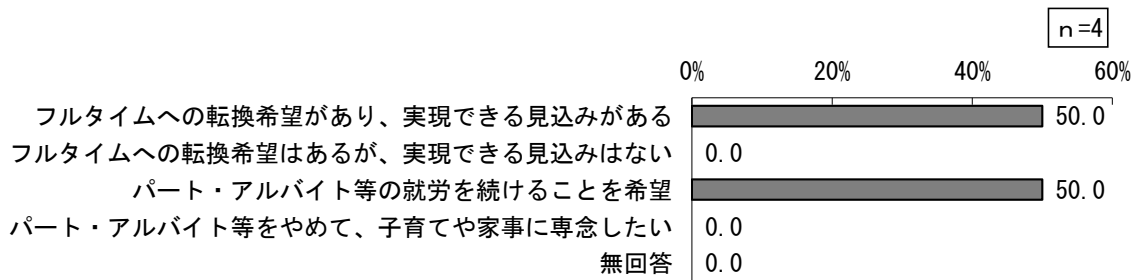 ｎ=4
0% 20% 40% 60%
フルタイムへの転換希望があり、実現できる見込みがある 50.0
フルタイムへの転換希望はあるが、実現できる見込みはない 0.0
パート・アルバイト等の就労を続けることを希望 50.0
パート・アルバイト等をやめて、子育てや家事に専念したい 0.0
無回答 0.0